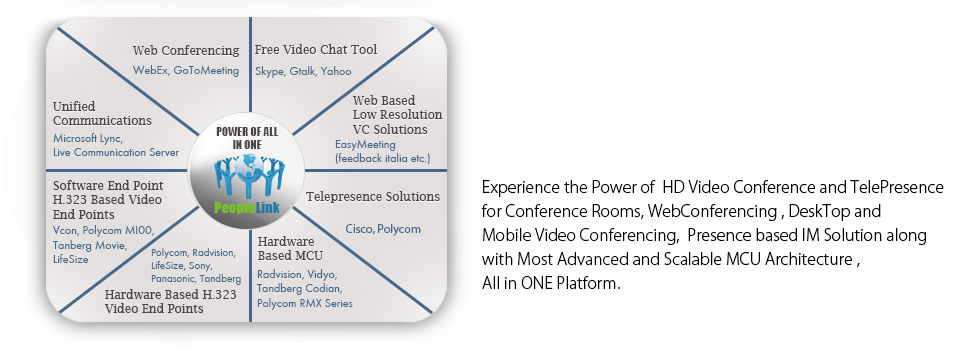 Web Conferencing
WebEx, GoToMeeting
Free Video Chat Tool
Skype, Gtalk, Yahoo
Unified
Communications
Microsoft Lync,
Live Communication Server
Web Based
Low Resolution
VC Solutions
EasyMeeting
(feedback italia etc.)
POWER OF ALL
IN ONE
PeopleLink
Software End Point
H.323 Based Video
End Points
Vcon, Polycom M100,
Tanberg Movie,
LifeSize
Telepresence Solutions
Cisco, Polycom
Polycom, Radvision,
LifeSize, Sony,
Panasonic, Tandberg
Hardware Based H.323
Video End Points
Hardware
Based MCU
Radvision, Vidyo,
Tandberg Codian,
Polycom RMX Series
Experience the Power of  HD Video Conference and TelePresence
for Conference Rooms, WebConferencing , DeskTop and
Mobile Video Conferencing,  Presence based IM Solution along
with Most Advanced and Scalable MCU Architecture ,
All in ONE Platform.